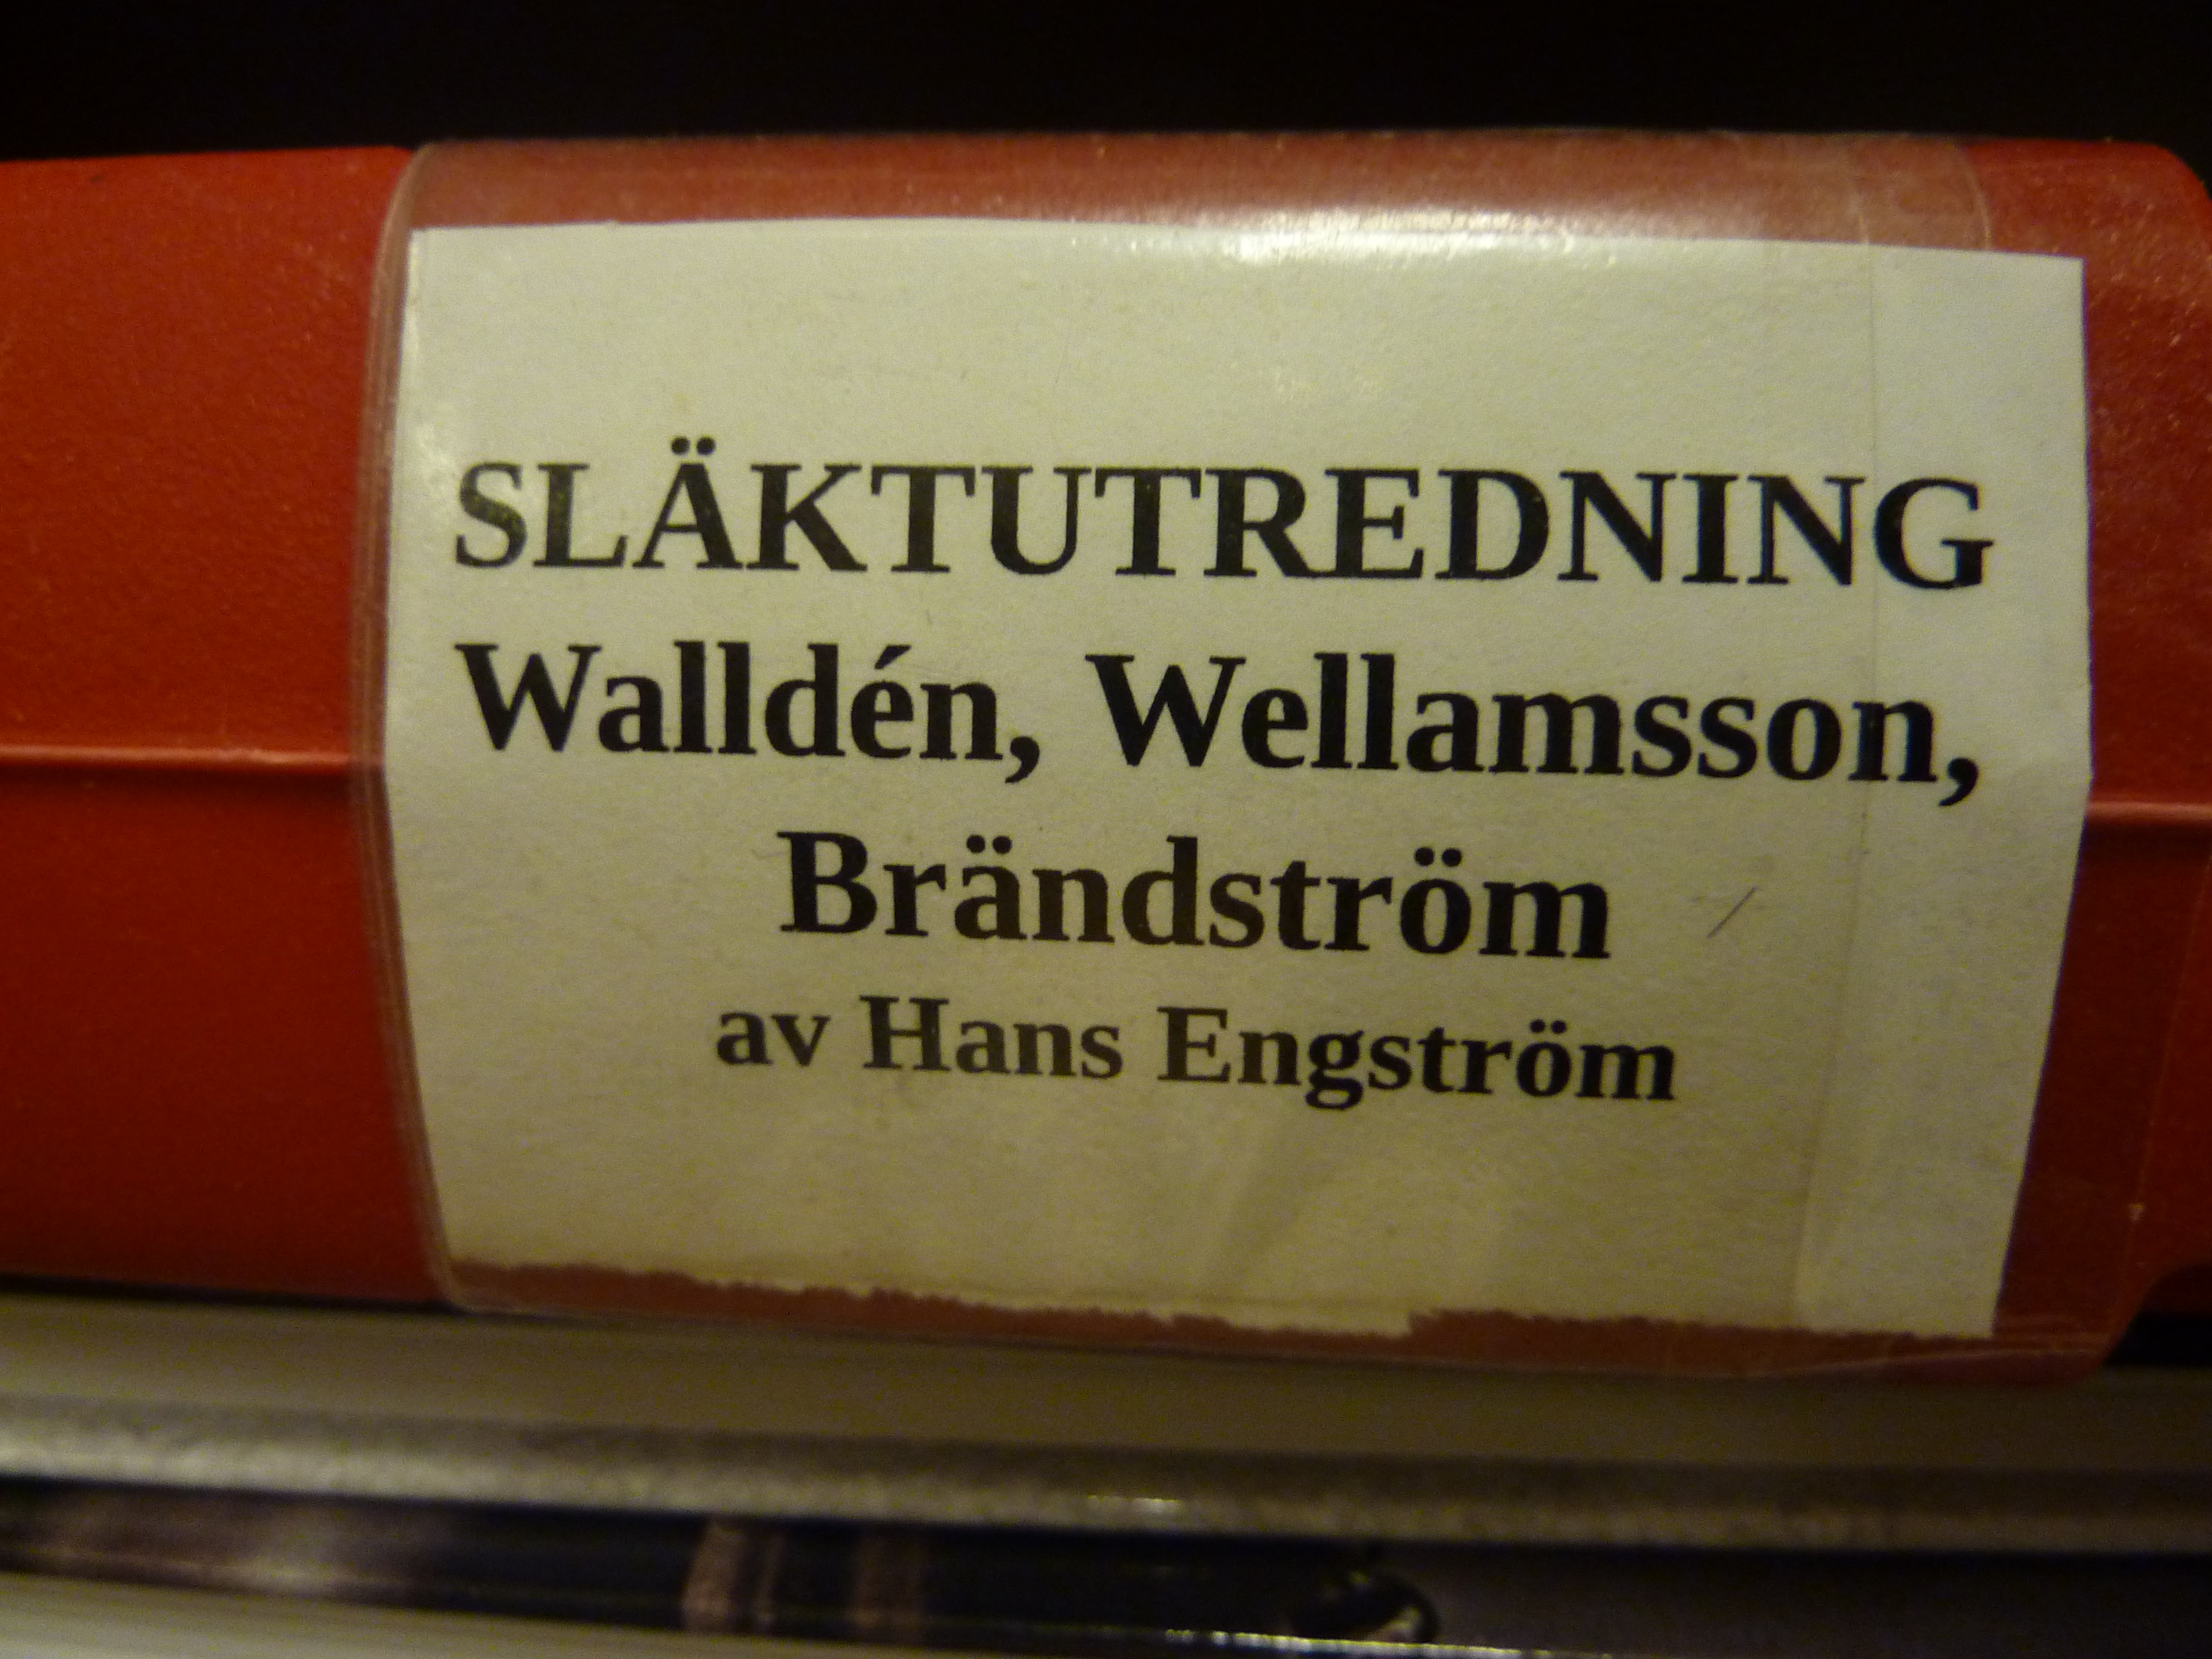 SLÄKTUTREDNING
Walldén, Wellamsson,
Brändström
av Hans Engström